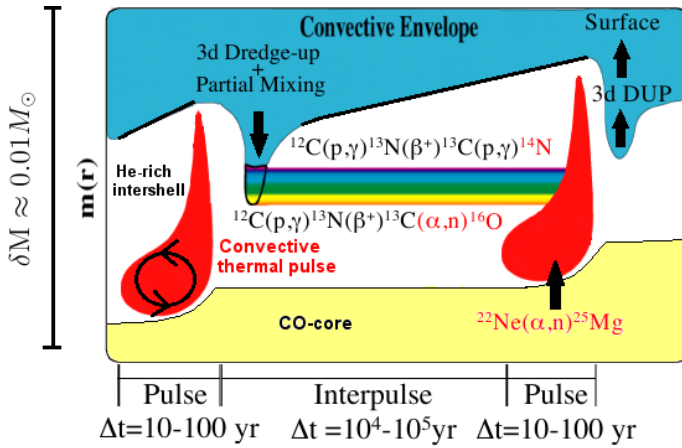 Convective Envelope
Surface
3d Dredge-up
+
Partial Mixing
3d DUP
¹²C(p,γ)¹³N(β⁺)¹³C(p,γ)¹⁴N
He-rich
intershell
¹²C(p,γ)¹³N(β⁺)¹³C(α,n)¹⁶O
Convective
thermal pulse
m(r)
δM ≈ 0.01M⊙
²²Ne(α,n)²⁵Mg
CO-core
Pulse Interpulse Pulse
Δt=10-100 yr Δt =10⁴-10⁵yr Δt=10-100 yr